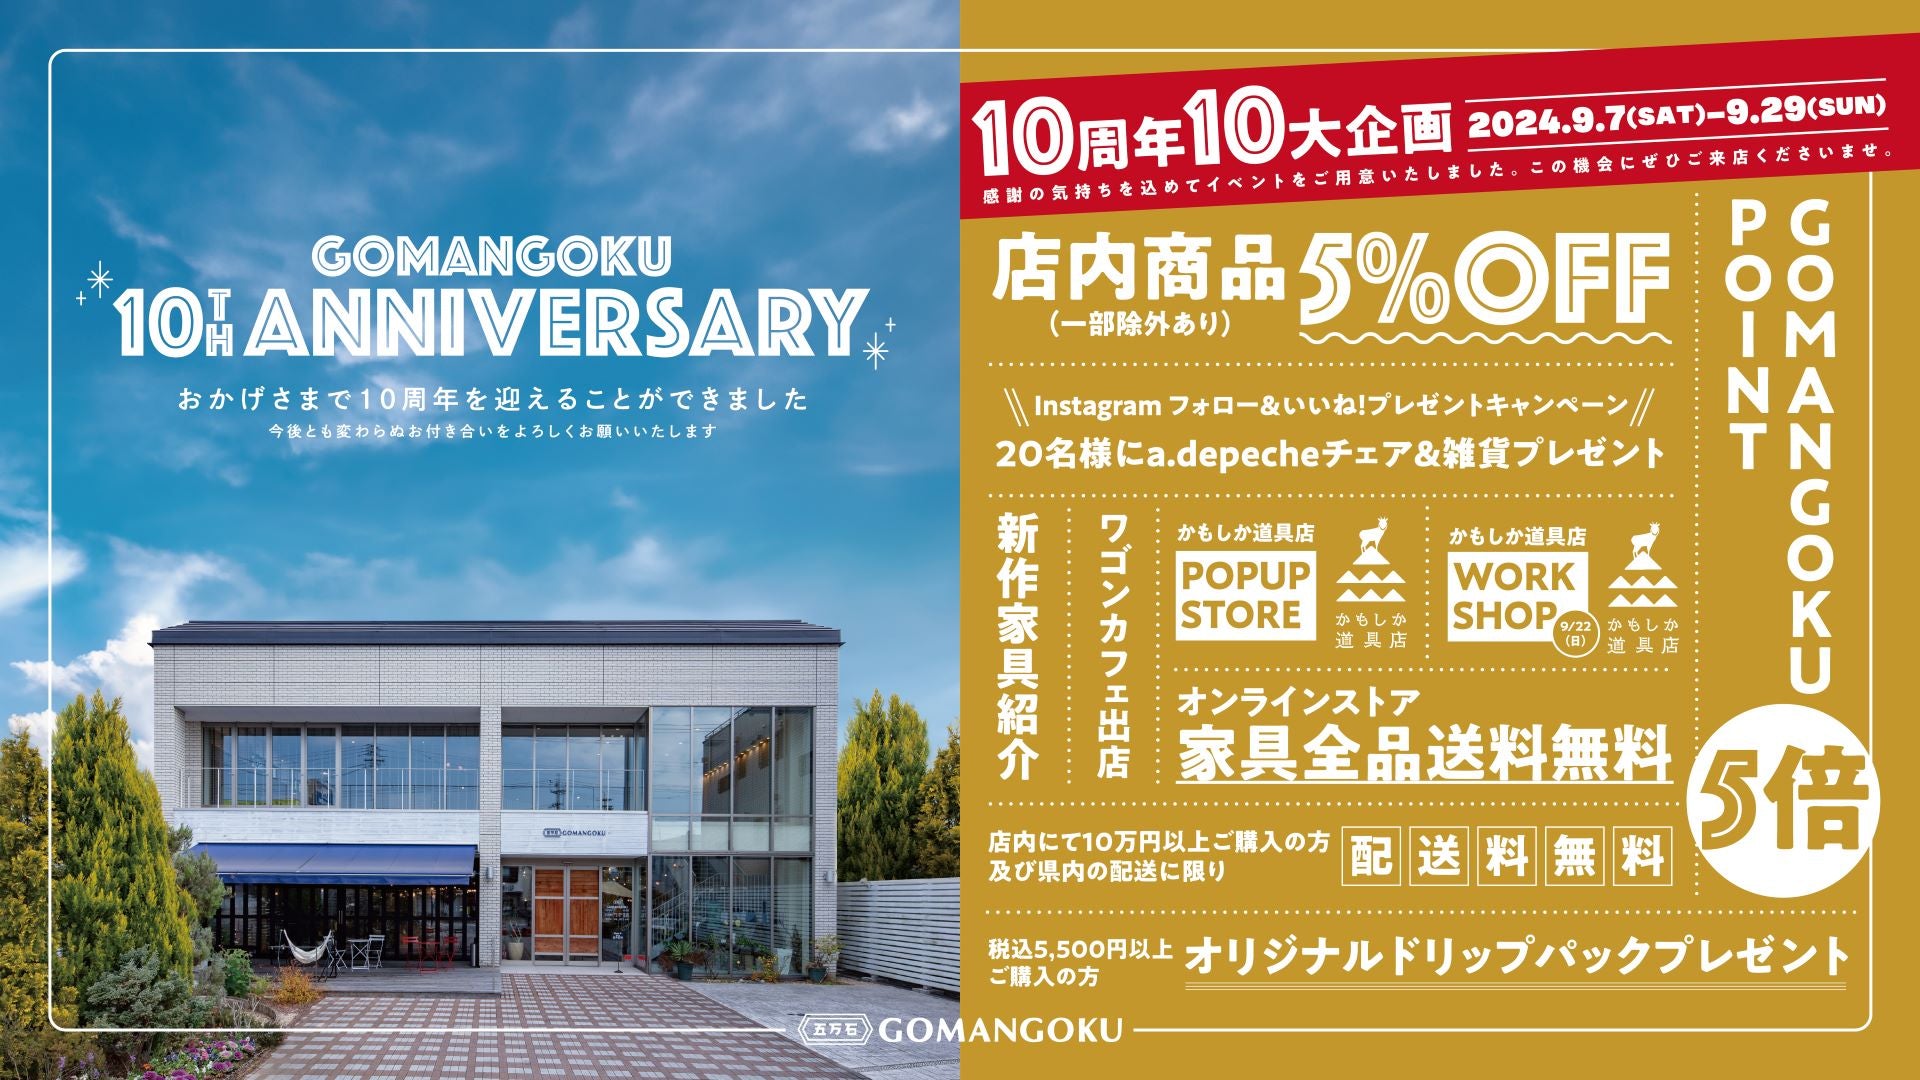 GOMANGOKU
10TH ANNIVERSARY
おかげさまで10周年を迎えることができました
今後とも変わらぬお付き合いをよろしくお願いいたします
五万石 GOMANGOKU
10周年10大企画 2024.9.7(SAT)–9.29(SUN)
感謝の気持ちを込めてイベントをご用意いたしました。この機会にぜひご来店くださいませ。
店内商品 5%OFF
(一部除外あり)
Instagram フォロー&いいね!プレゼントキャンペーン
20名様にa.depecheチェア&雑貨プレゼント
新作家具紹介
ワゴンカフェ出店
かもしか道具店
POPUP
STORE
かもしか
道具店
かもしか道具店
WORK
SHOP
9/22
(日)
かもしか
道具店
オンラインストア
家具全品送料無料
店内にて10万円以上ご購入の方
及び県内の配送に限り
配送料無料
GOMANGOKU
POINT
5倍
税込5,500円以上
ご購入の方
オリジナルドリップパックプレゼント
五万石 GOMANGOKU